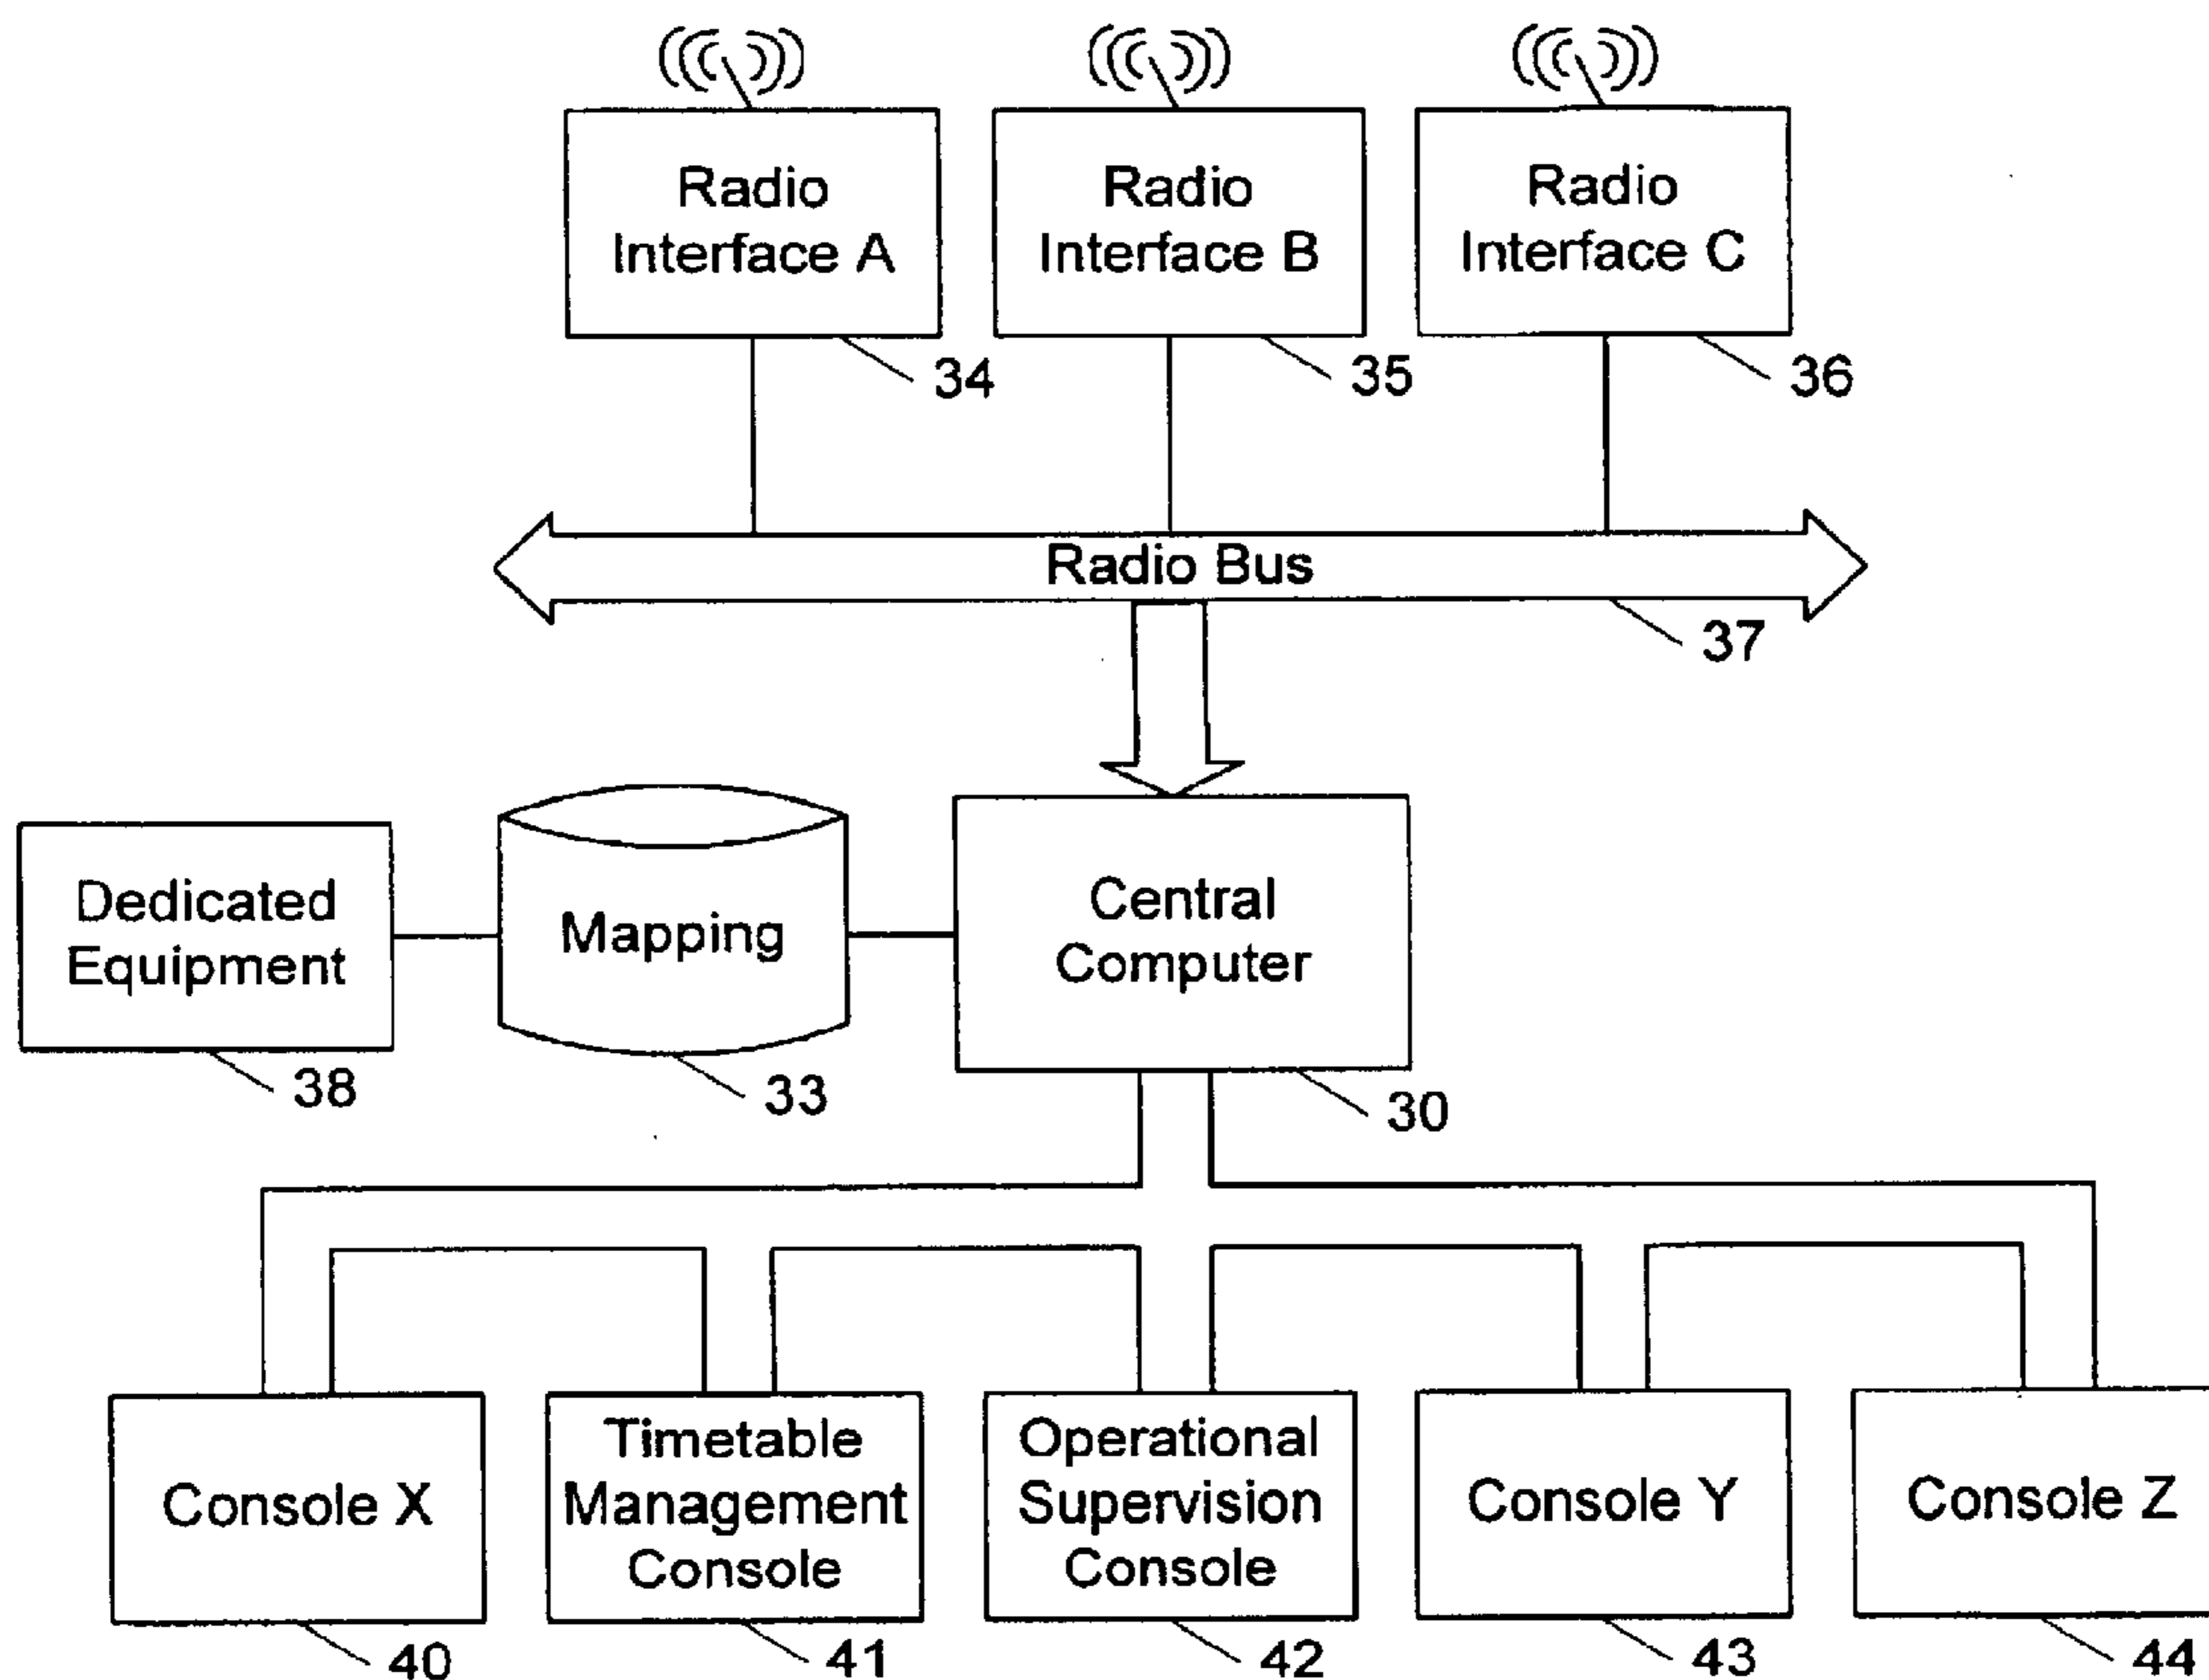 Radio
Interface A
Radio
Interface B
Radio
Interface C
34
35
36
Radio Bus
37
Dedicated
Equipment
Mapping
Central
Computer
38
33
30
Console X
Timetable
Management
Console
Operational
Supervision
Console
Console Y
Console Z
40
41
42
43
44